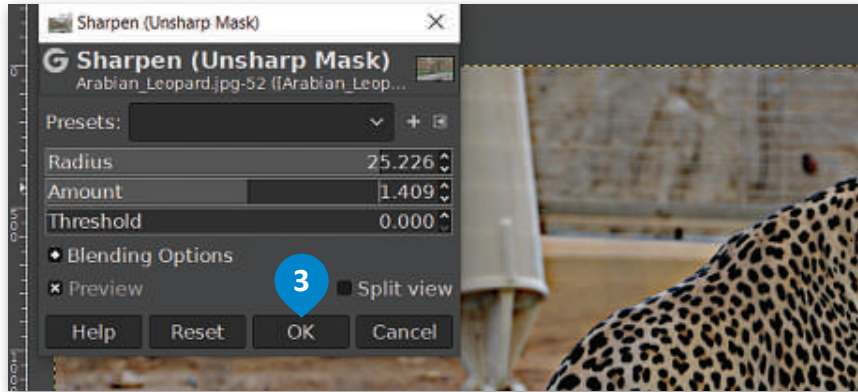 Sharpen (Unsharp Mask)
Sharpen (Unsharp Mask)
Arabian_Leopard.jpg-52 ([Arabian_Leop...
Presets:
Radius 25.226
Amount 1.409
Threshold 0.000
Blending Options
Preview Split view
3
Help Reset OK Cancel